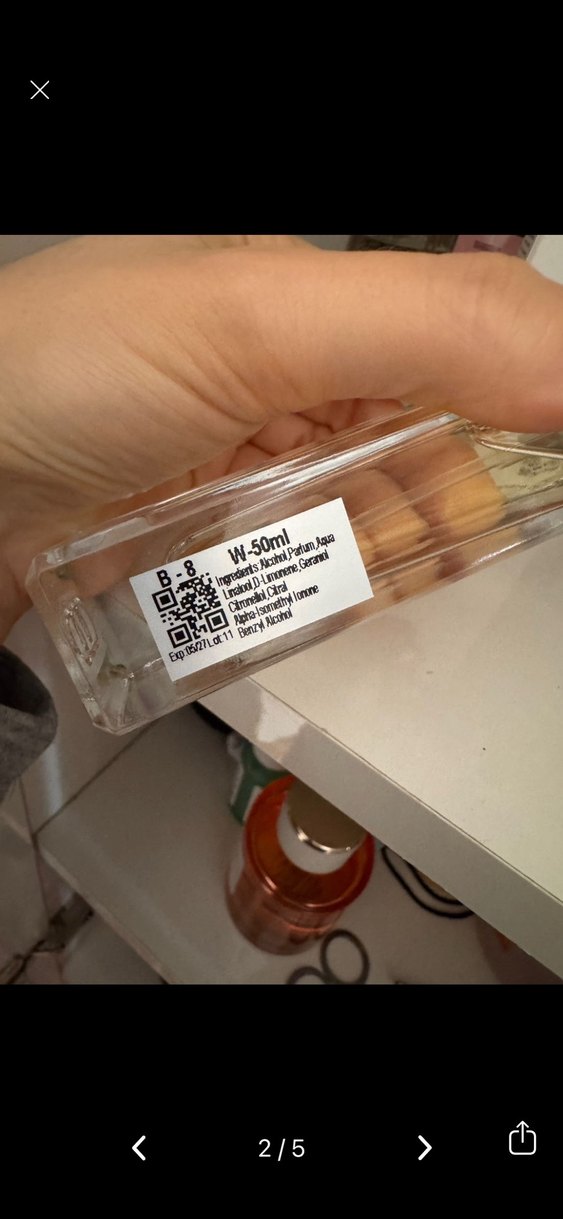 B - 8
W-50ml
Ingredients: Alcohol, Parfum, Aqua
Linalool, D-Limonene, Geraniol
Citronellol, Citral
Alpha-Isomethyl Ionone
Benzyl Alcohol
Exp:05/27 Lot:11
2 / 5